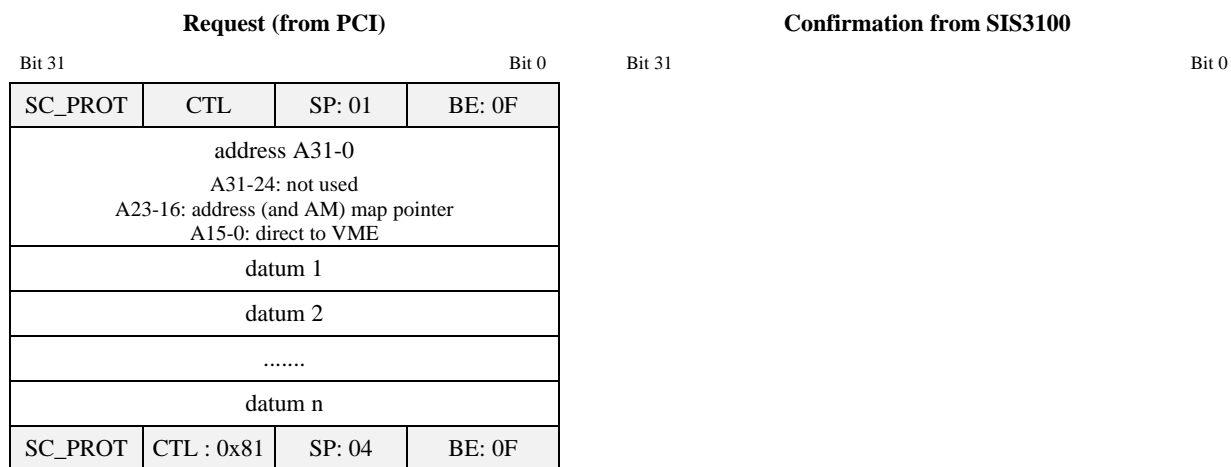 Request (from PCI)
Confirmation from SIS3100
Bit 31 Bit 0
Bit 31 Bit 0
SC_PROT CTL SP: 01 BE: 0F
address A31-0
A31-24: not used
A23-16: address (and AM) map pointer
A15-0: direct to VME
datum 1
datum 2
.......
datum n
SC_PROT CTL : 0x81 SP: 04 BE: 0F